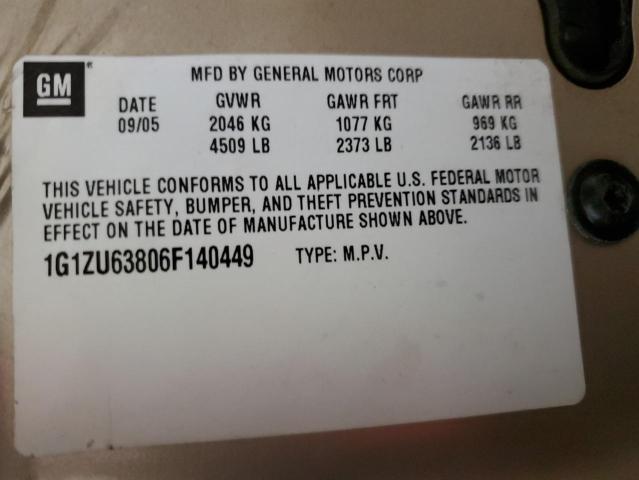 GM® MFD BY GENERAL MOTORS CORP
DATE GVWR GAWR FRT GAWR RR
09/05 2046 KG 1077 KG 969 KG
4509 LB 2373 LB 2136 LB
THIS VEHICLE CONFORMS TO ALL APPLICABLE U.S. FEDERAL MOTOR
VEHICLE SAFETY, BUMPER, AND THEFT PREVENTION STANDARDS IN
EFFECT ON THE DATE OF MANUFACTURE SHOWN ABOVE.
1G1ZU63806F140449 TYPE: M.P.V.